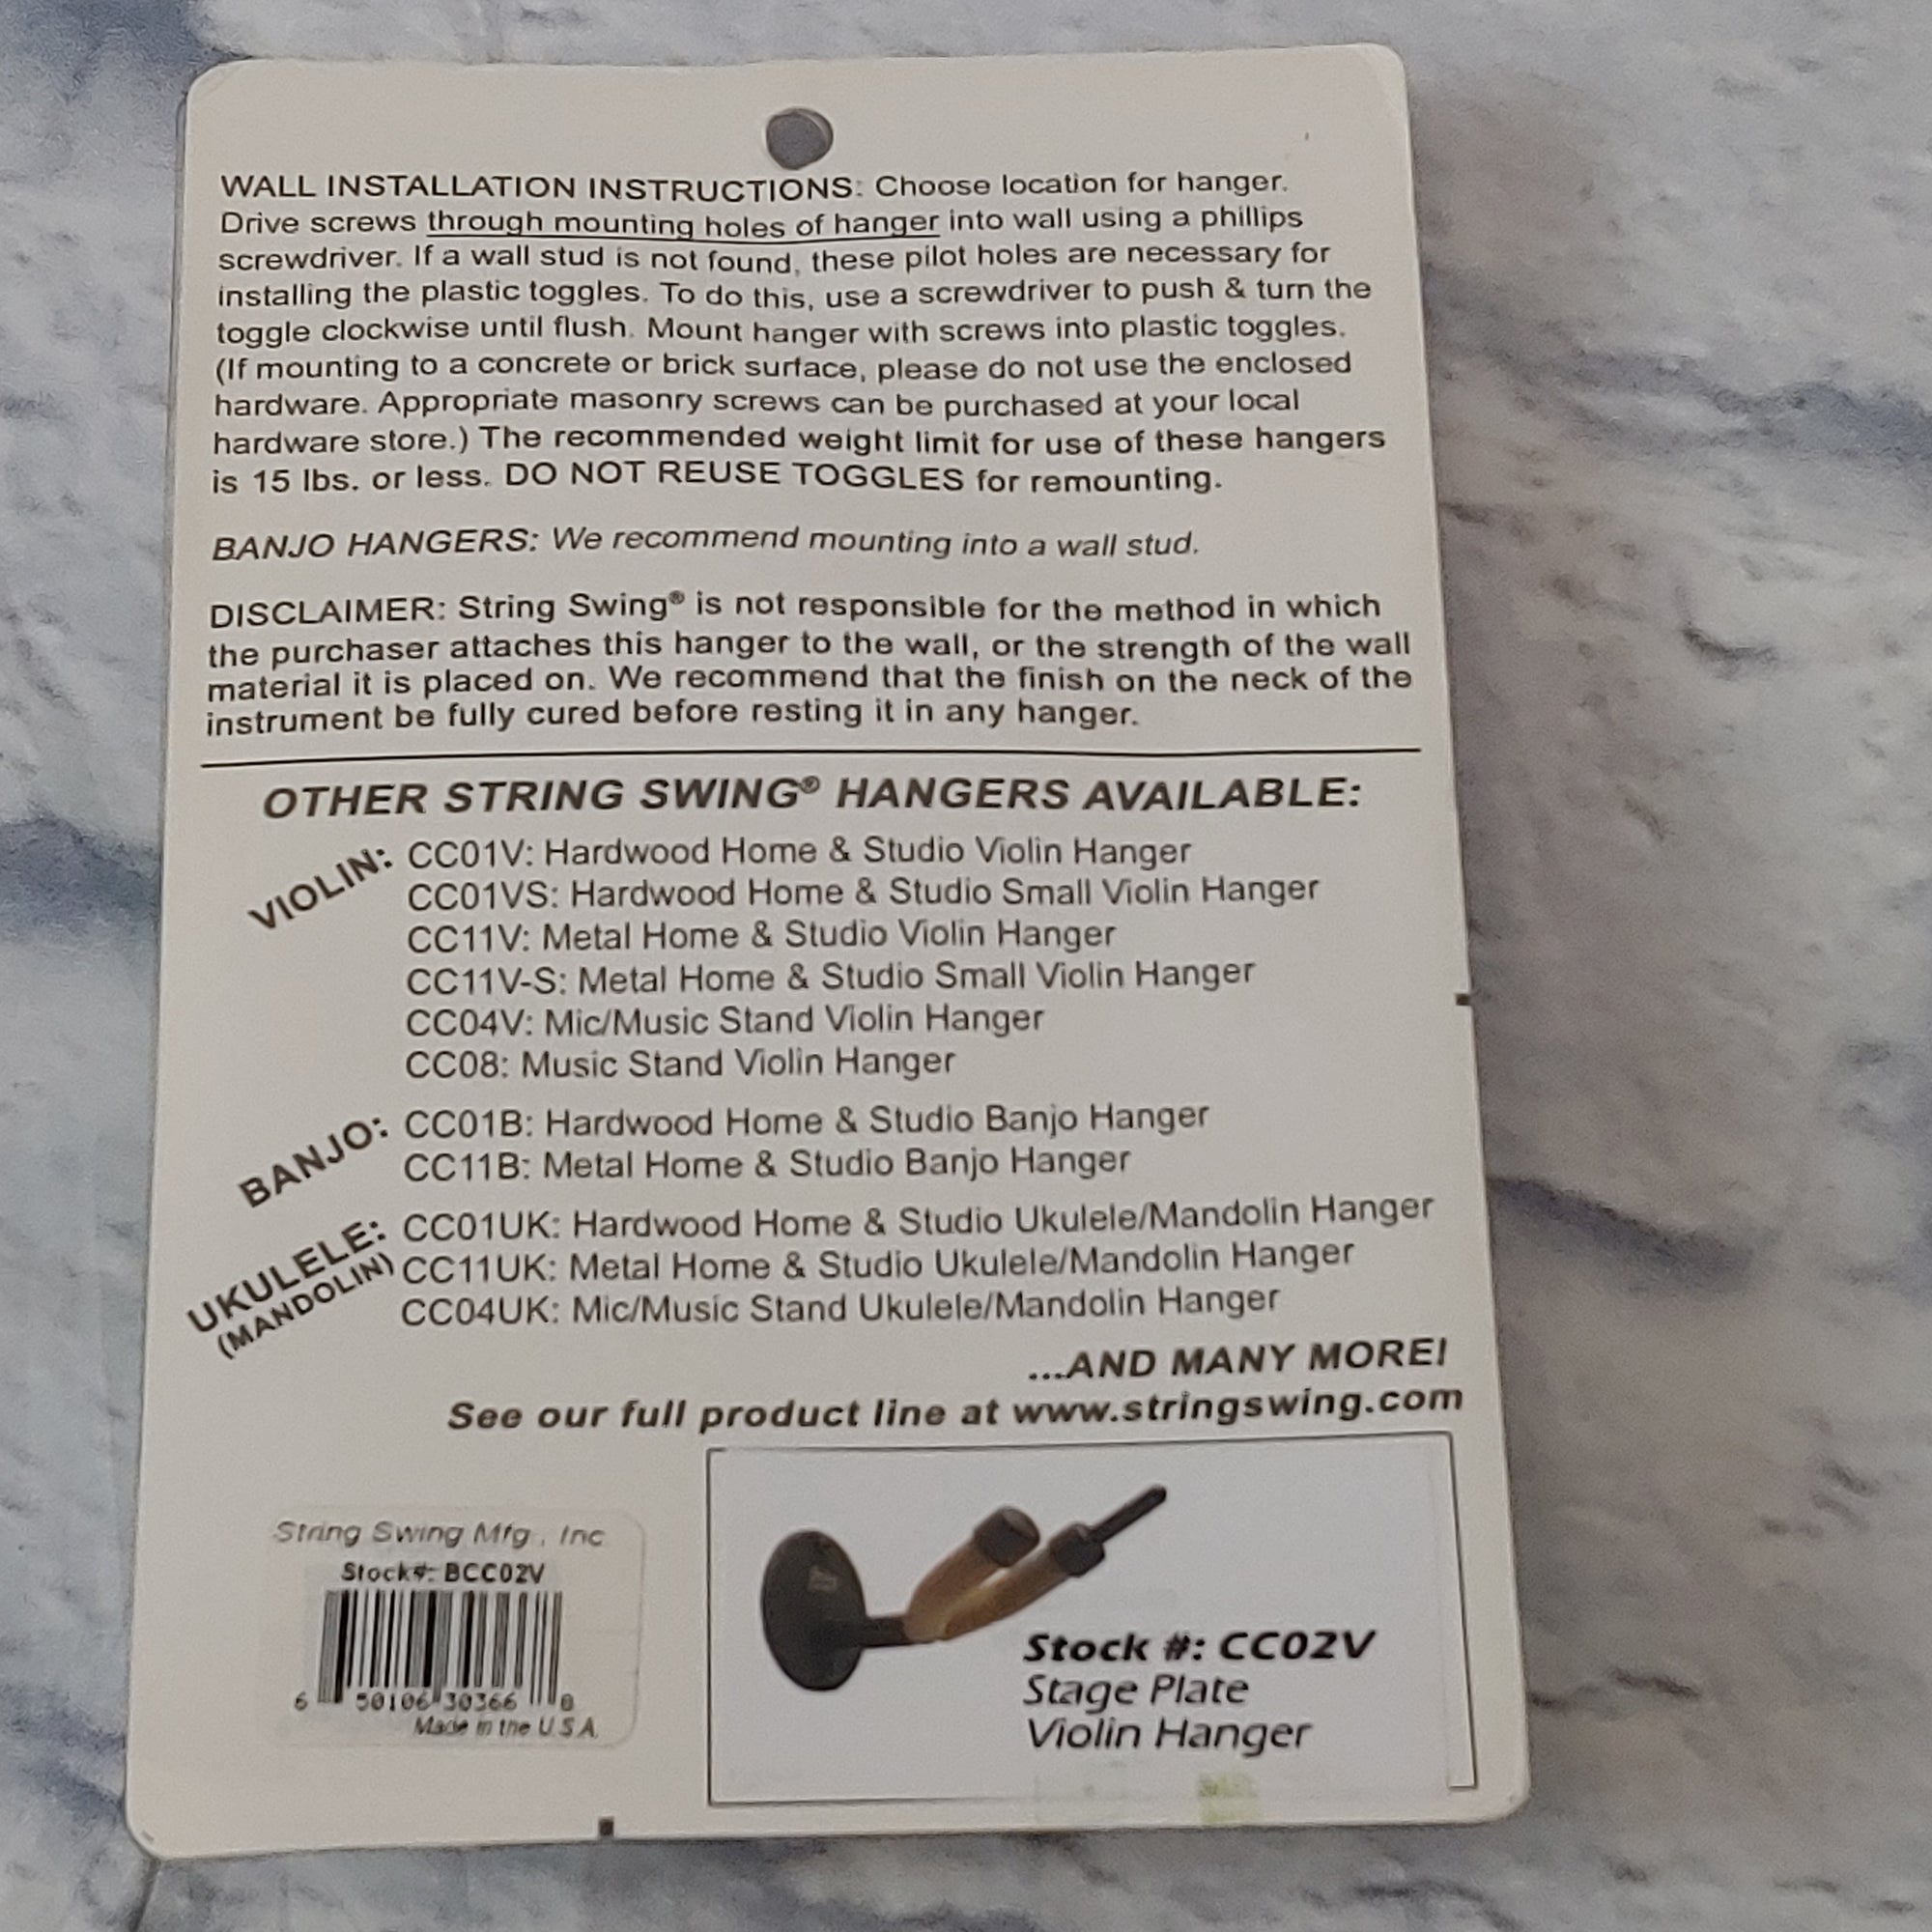 WALL INSTALLATION INSTRUCTIONS: Choose location for hanger.
Drive screws through mounting holes of hanger into wall using a phillips
screwdriver. If a wall stud is not found, these pilot holes are necessary for
installing the plastic toggles. To do this, use a screwdriver to push & turn the
toggle clockwise until flush. Mount hanger with screws into plastic toggles.
(If mounting to a concrete or brick surface, please do not use the enclosed
hardware. Appropriate masonry screws can be purchased at your local
hardware store.) The recommended weight limit for use of these hangers
is 15 lbs. or less. DO NOT REUSE TOGGLES for remounting.
BANJO HANGERS: We recommend mounting into a wall stud.
DISCLAIMER: String Swing® is not responsible for the method in which
the purchaser attaches this hanger to the wall, or the strength of the wall
material it is placed on. We recommend that the finish on the neck of the
instrument be fully cured before resting it in any hanger.
OTHER STRING SWING® HANGERS AVAILABLE:
VIOLIN: CC01V: Hardwood Home & Studio Violin Hanger
CC01VS: Hardwood Home & Studio Small Violin Hanger
CC11V: Metal Home & Studio Violin Hanger
CC11V-S: Metal Home & Studio Small Violin Hanger
CC04V: Mic/Music Stand Violin Hanger
CC08: Music Stand Violin Hanger
BANJO: CC01B: Hardwood Home & Studio Banjo Hanger
CC11B: Metal Home & Studio Banjo Hanger
UKULELE: CC01UK: Hardwood Home & Studio Ukulele/Mandolin Hanger
(MANDOLIN) CC11UK: Metal Home & Studio Ukulele/Mandolin Hanger
CC04UK: Mic/Music Stand Ukulele/Mandolin Hanger
...AND MANY MORE!
See our full product line at www.stringswing.com
String Swing Mfg., Inc
Stock#: BCC02V
6 50106 30366 8
Made in the U.S.A.
Stock #: CC02V
Stage Plate
Violin Hanger